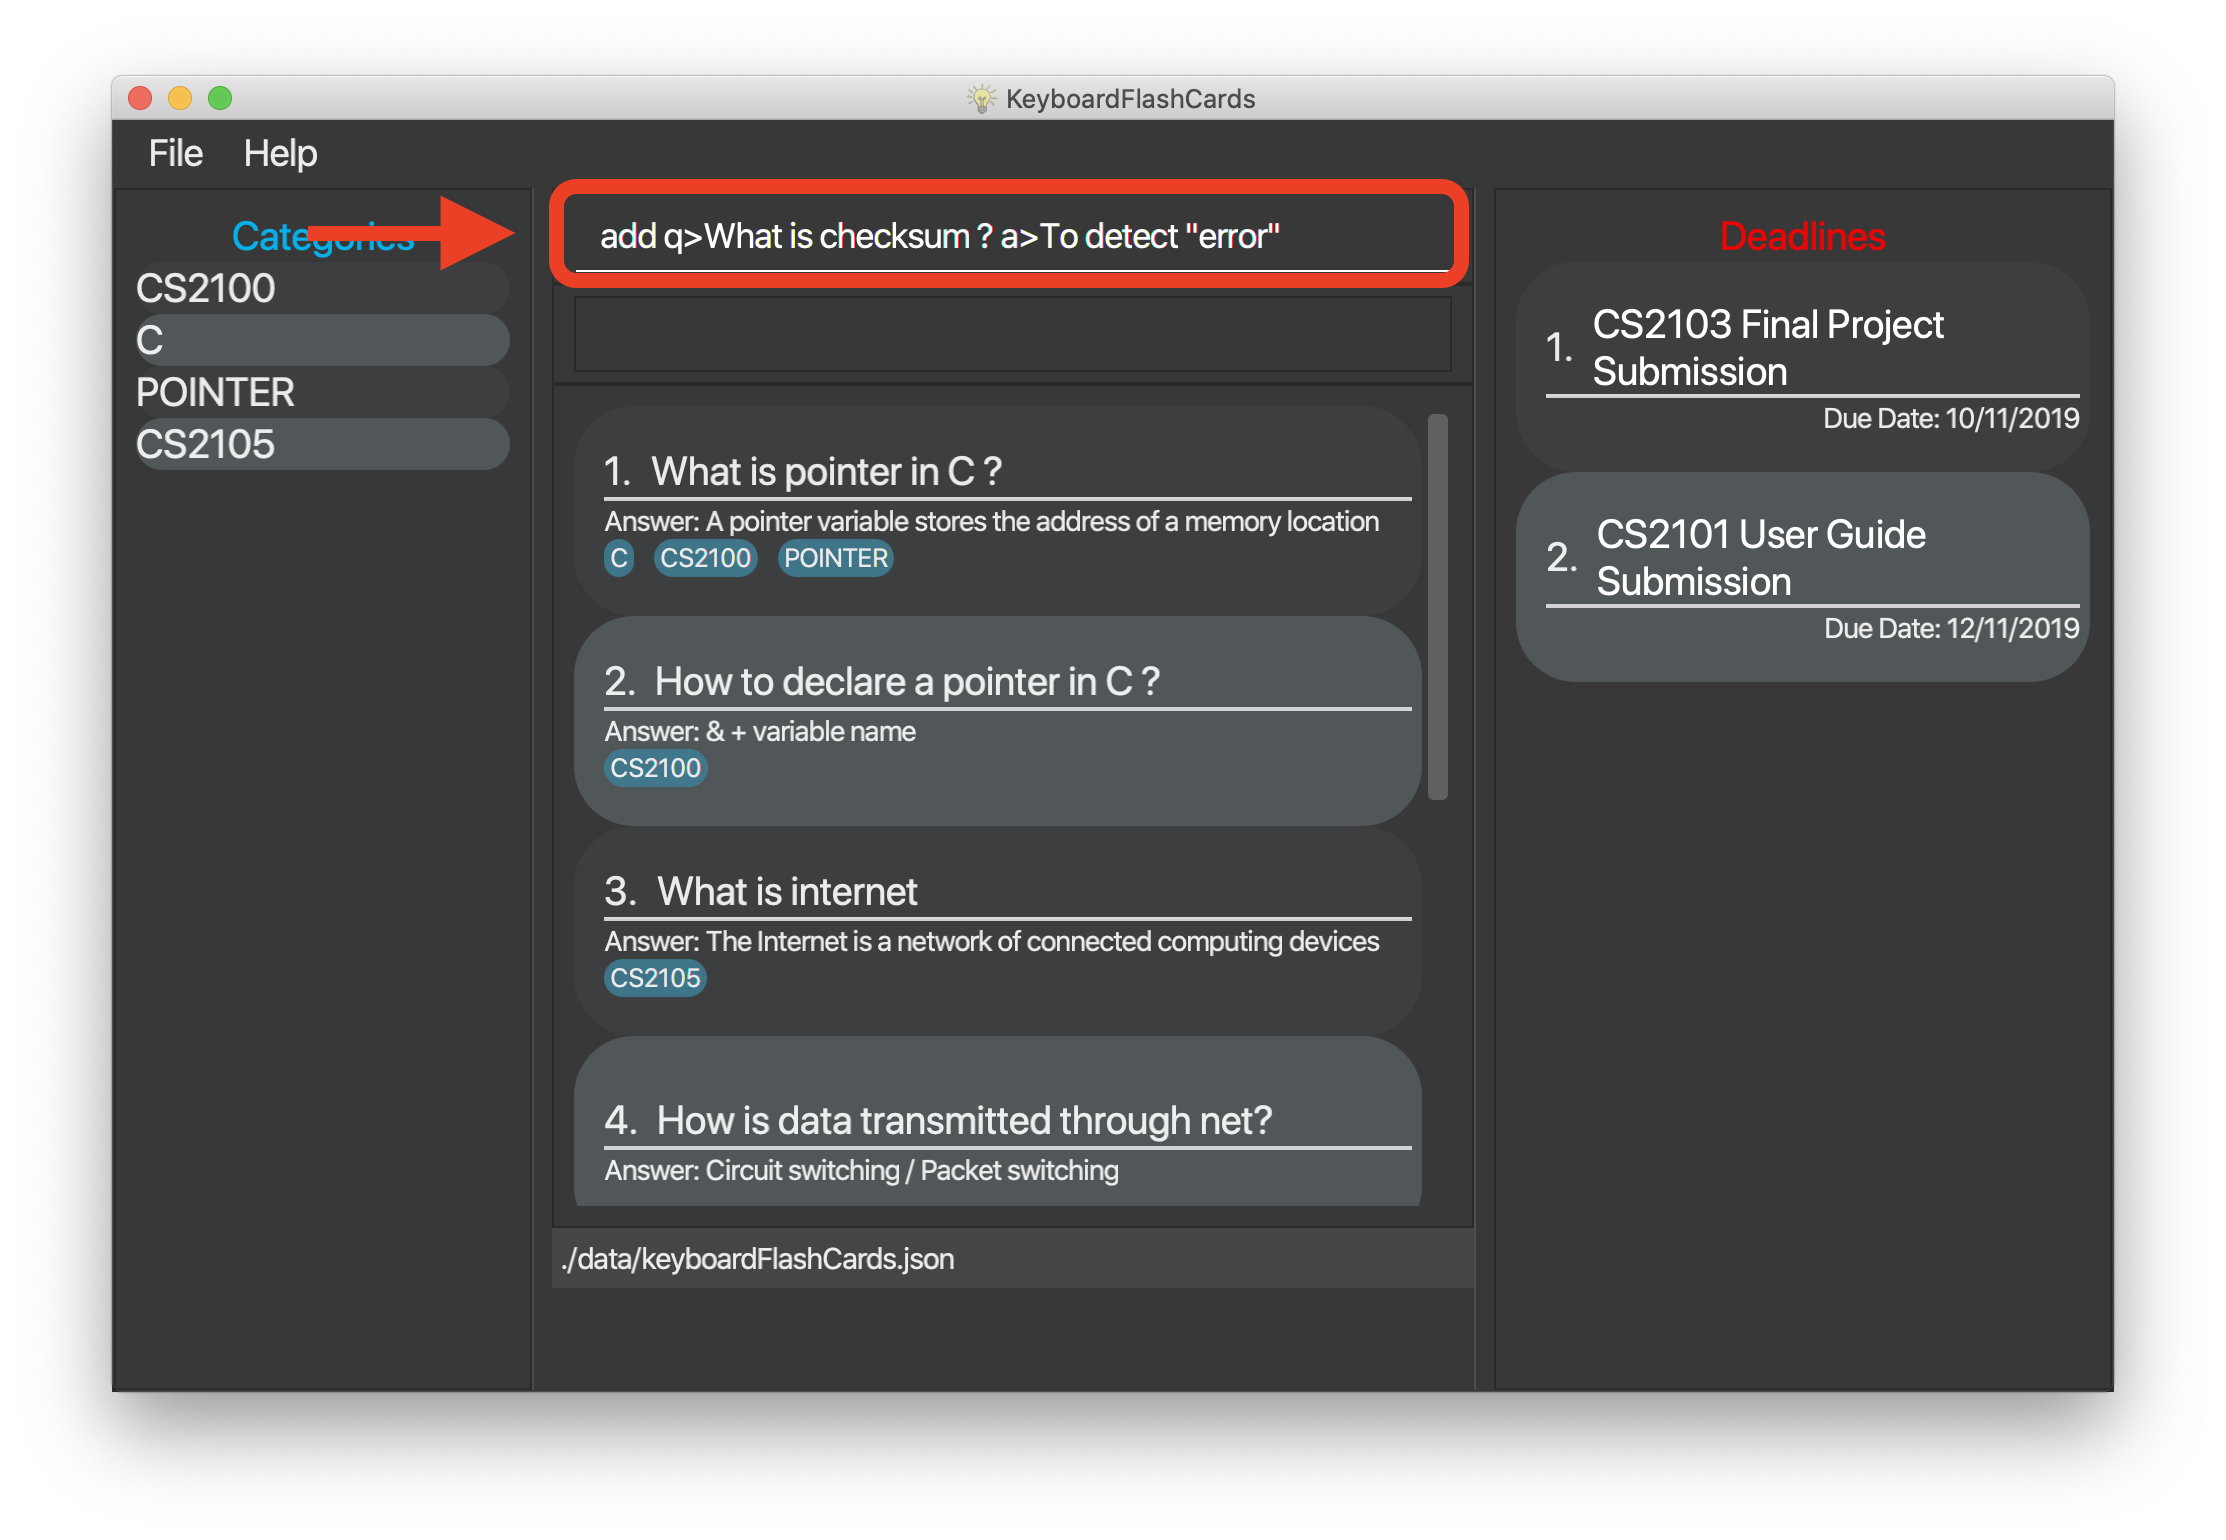 KeyboardFlashCards
File Help
Categories
CS2100
C
POINTER
CS2105
add q>What is checksum ? a>To detect "error"
1. What is pointer in C ?
Answer: A pointer variable stores the address of a memory location
C CS2100 POINTER
2. How to declare a pointer in C ?
Answer: & + variable name
CS2100
3. What is internet
Answer: The Internet is a network of connected computing devices
CS2105
4. How is data transmitted through net?
Answer: Circuit switching / Packet switching
./data/keyboardFlashCards.json
Deadlines
1. CS2103 Final Project
Submission
Due Date: 10/11/2019
2. CS2101 User Guide
Submission
Due Date: 12/11/2019